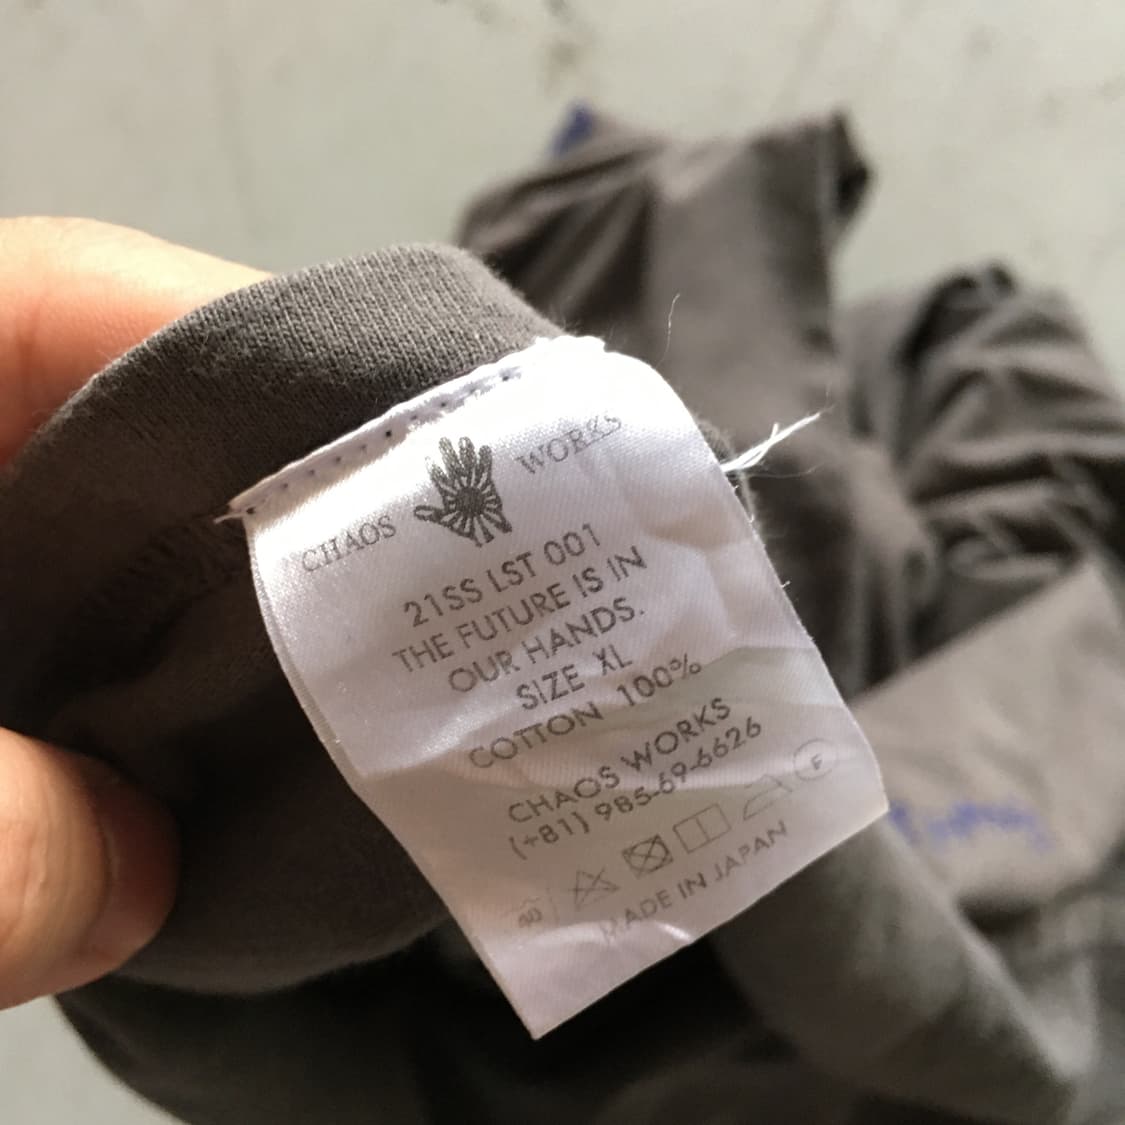 CHAOS WORKS
21SS LST 001
THE FUTURE IS IN
OUR HANDS.
SIZE XL
COTTON 100%
CHAOS WORKS
(+81) 985-69-6626
40
F
MADE IN JAPAN